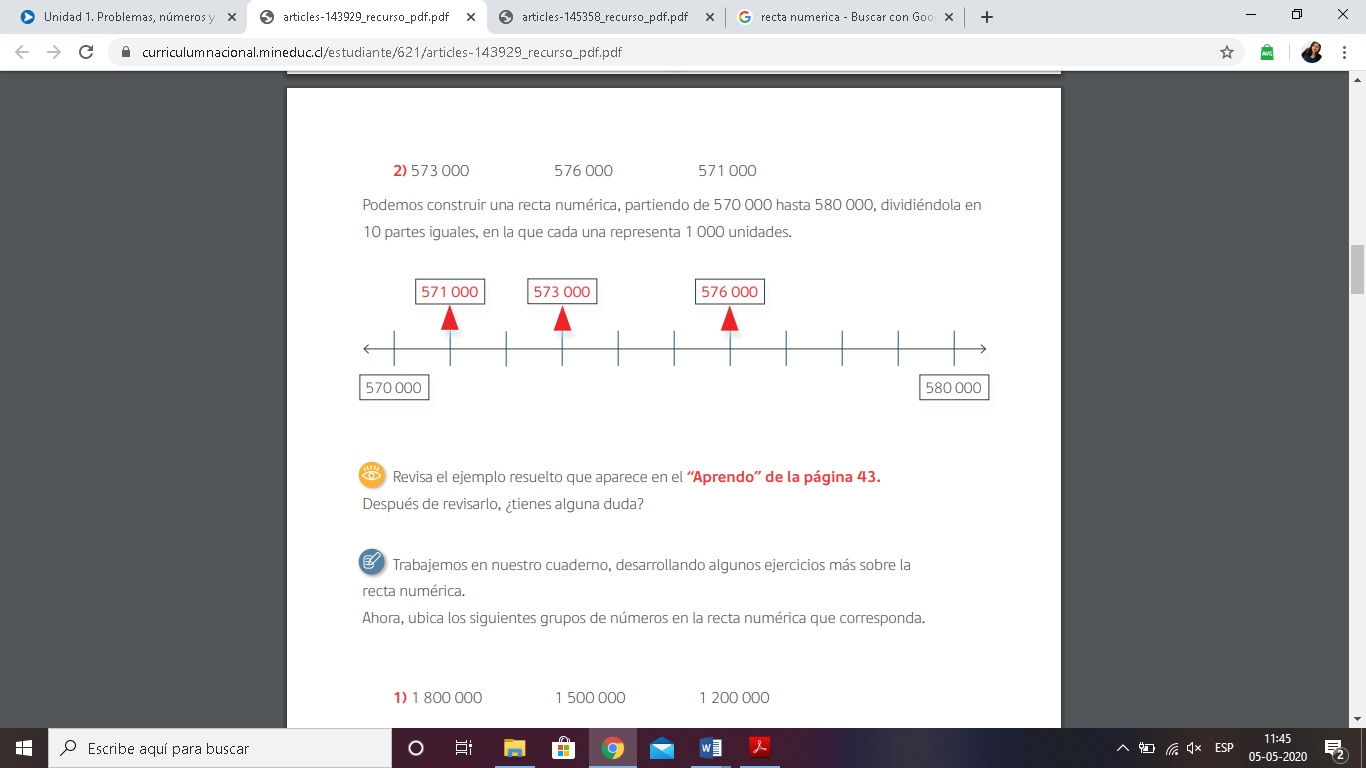 Unidad 1. Problemas, números y
articles-143929_recurso_pdf.pdf
articles-145358_recurso_pdf.pdf
recta numerica - Buscar con Goo
curriculumnacional.mineduc.cl/estudiante/621/articles-143929_recurso_pdf.pdf
AVG
2) 573 000 576 000 571 000
Podemos construir una recta numérica, partiendo de 570 000 hasta 580 000, dividiéndola en
10 partes iguales, en la que cada una representa 1 000 unidades.
571 000 573 000 576 000
570 000 580 000
Revisa el ejemplo resuelto que aparece en el “Aprendo” de la página 43.
Después de revisarlo, ¿tienes alguna duda?
Trabajemos en nuestro cuaderno, desarrollando algunos ejercicios más sobre la
recta numérica.
Ahora, ubica los siguientes grupos de números en la recta numérica que corresponda.
1) 1 800 000 1 500 000 1 200 000
Escribe aquí para buscar
ESP
11:45
05-05-2020
2